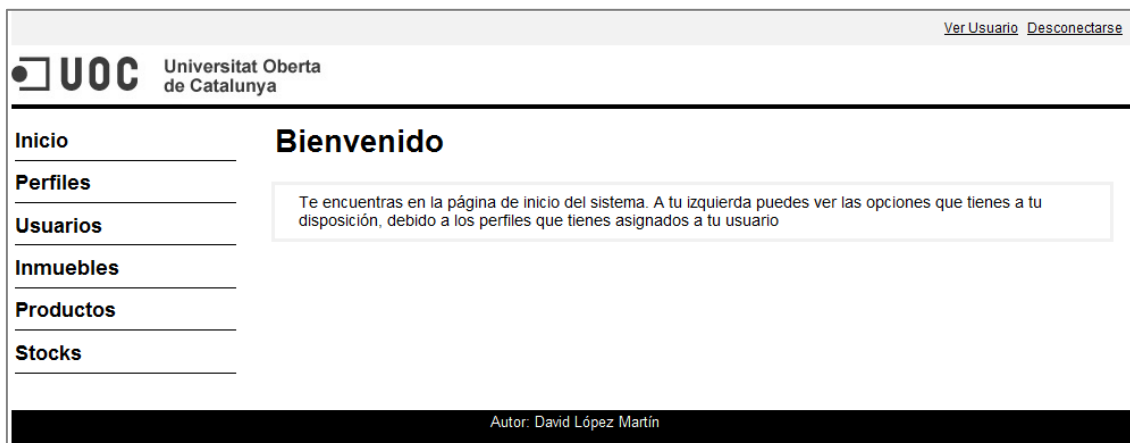 Ver Usuario Desconectarse
UOC Universitat Oberta
de Catalunya
Inicio
Perfiles
Usuarios
Inmuebles
Productos
Stocks
Bienvenido
Te encuentras en la página de inicio del sistema. A tu izquierda puedes ver las opciones que tienes a tu
disposición, debido a los perfiles que tienes asignados a tu usuario
Autor: David López Martín